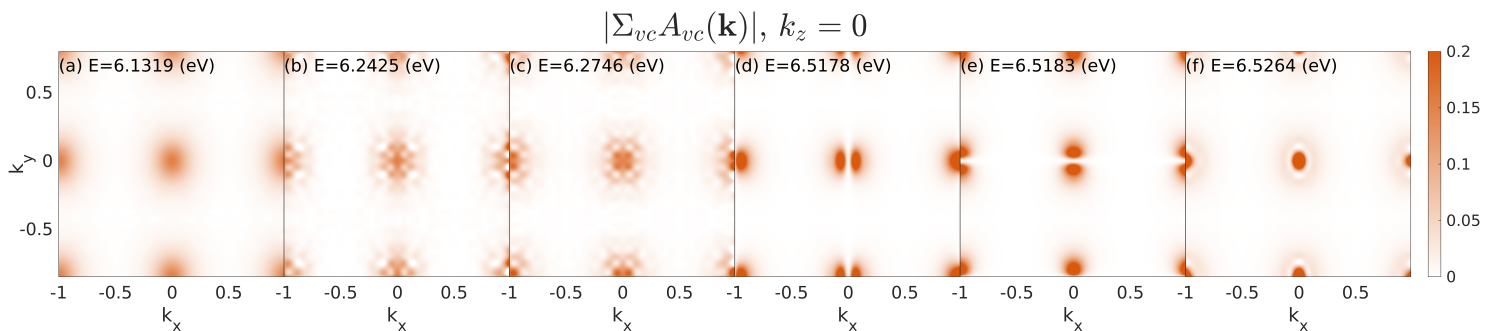 |Σ_{vc}A_{vc}(𝐤)|, k_z = 0
(a) E=6.1319 (eV) (b) E=6.2425 (eV) (c) E=6.2746 (eV) (d) E=6.5178 (eV) (e) E=6.5183 (eV) (f) E=6.5264 (eV)
0.5
0
-0.5
k_y
-1 -0.5 0 0.5 -1 -0.5 0 0.5 -1 -0.5 0 0.5 -1 -0.5 0 0.5 -1 -0.5 0 0.5 -1 -0.5 0 0.5
k_x k_x k_x k_x k_x k_x
0.2
0.15
0.1
0.05
0